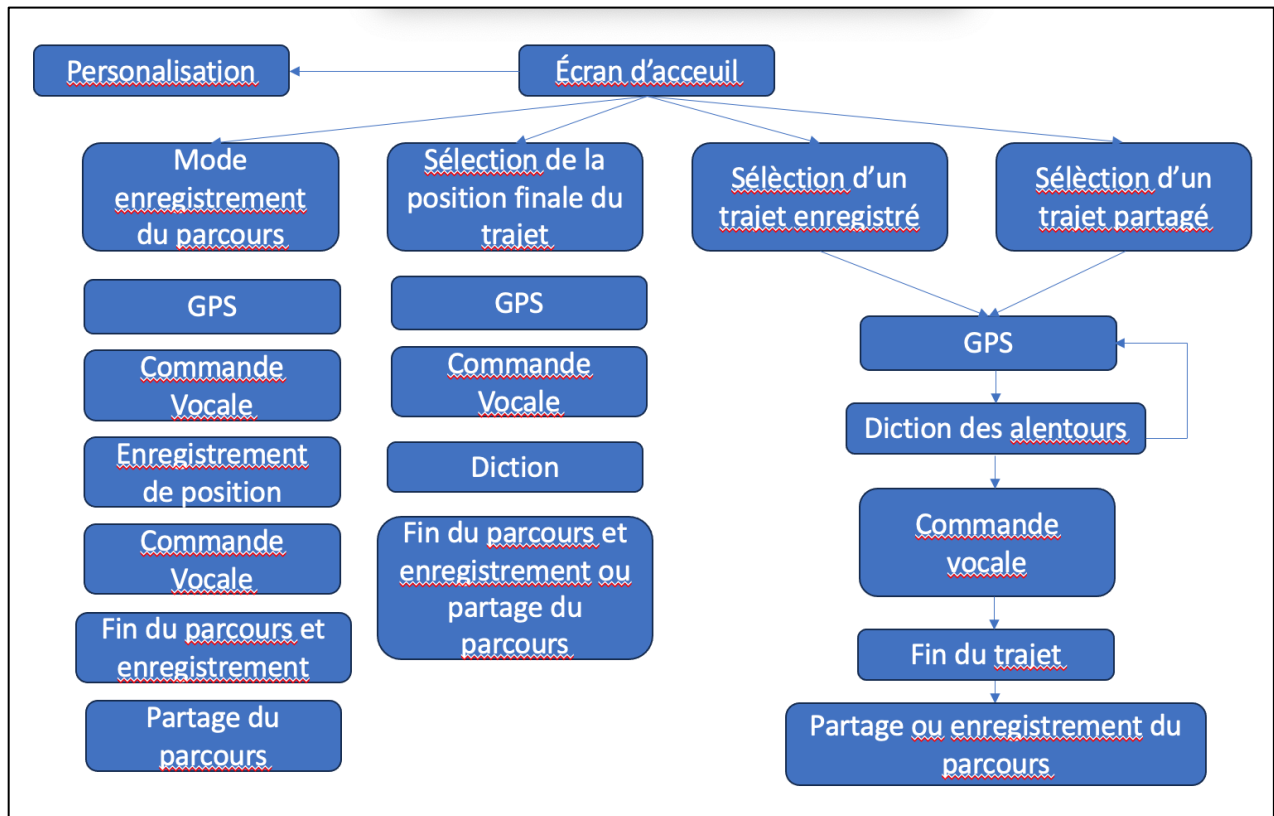 Personalisation
Écran d'acceuil
Mode
enregistrement
du parcours
Sélection de la
position finale du
trajet
Sélèction d'un
trajet enregistré
Sélèction d'un
trajet partagé
GPS
Commande
Vocale
Enregistrement
de position
Commande
Vocale
Fin du parcours et
enregistrement
Partage du
parcours
GPS
Commande
Vocale
Diction
Fin du parcours et
enregistrement ou
partage du
parcours
GPS
Diction des alentours
Commande
vocale
Fin du trajet
Partage ou enregistrement du
parcours